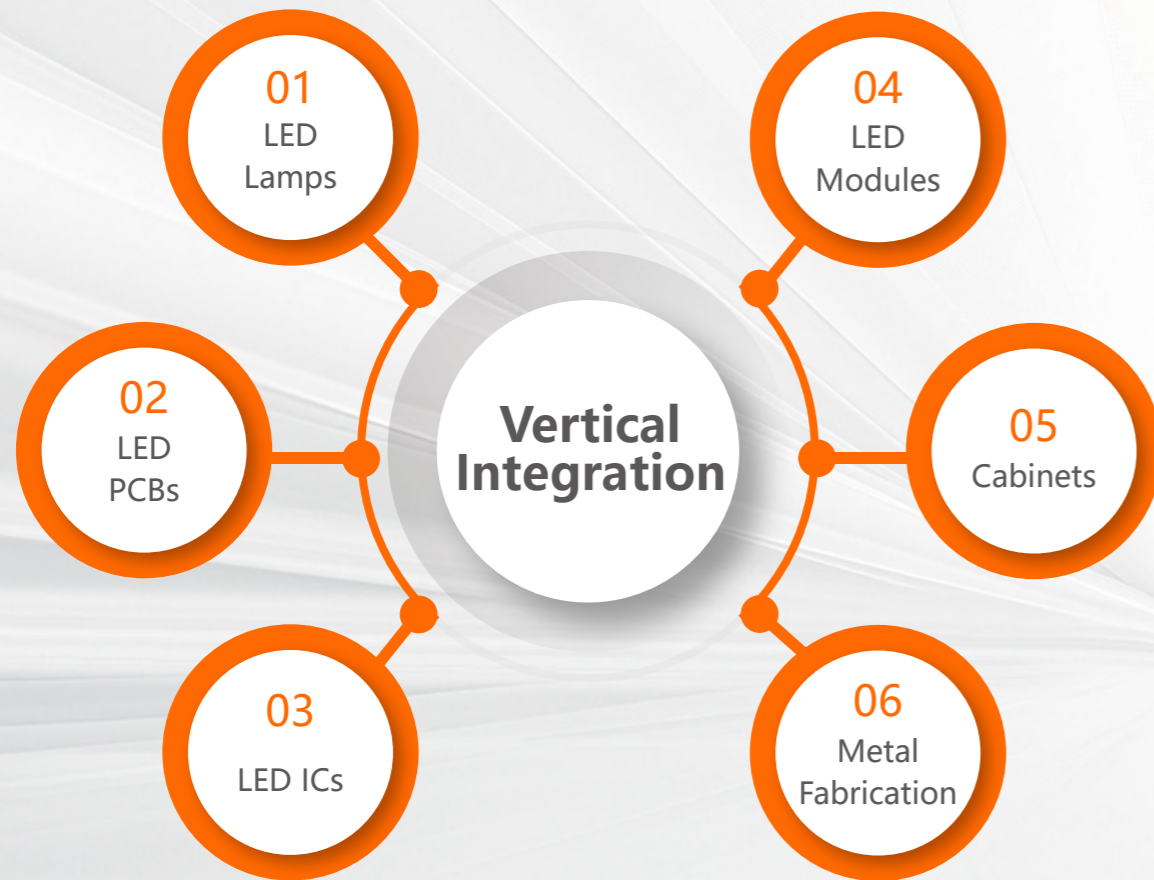 01
LED
Lamps
02
LED
PCBs
03
LED ICs
Vertical
Integration
04
LED
Modules
05
Cabinets
06
Metal
Fabrication